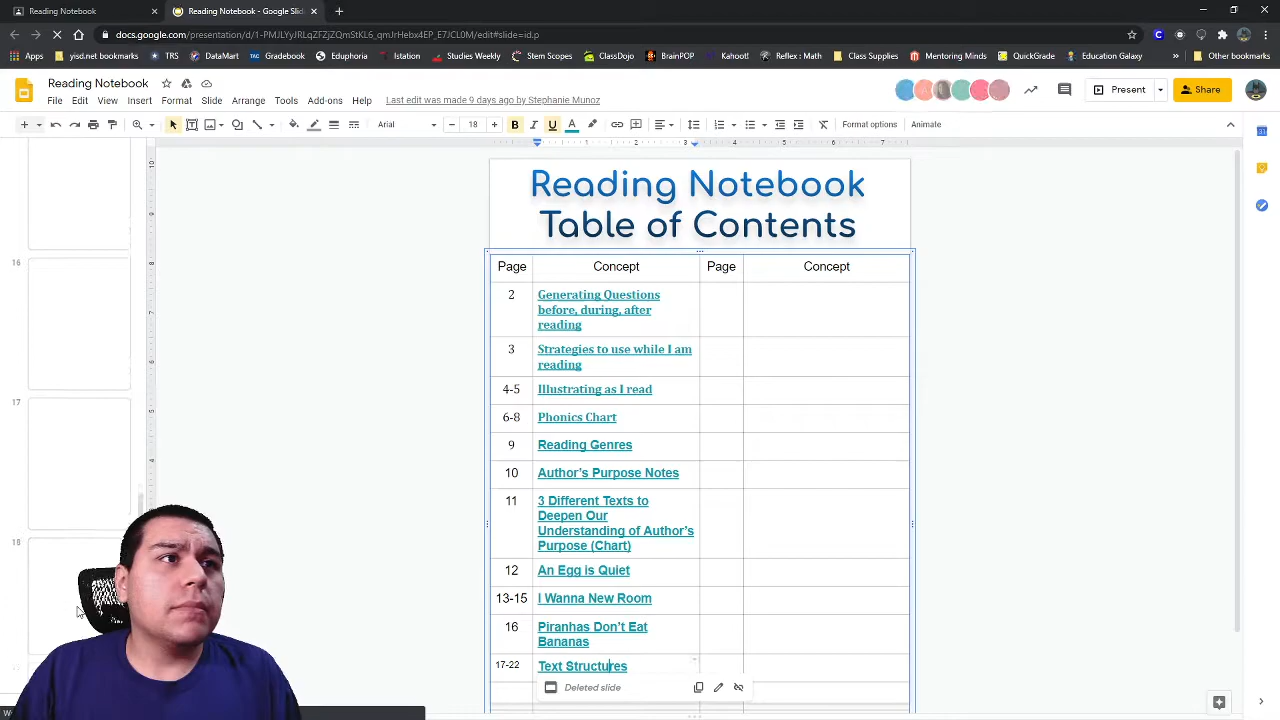 Reading Notebook - Google Slid
docs.google.com/presentation/d/1-PMJLYyJRLqZFZjZQmStKL6_qmJrHebx4EP_E7JCL0M/edit#slide=id.p
Apps
yisd.net bookmarks
TRS
DMAT
Gradebook
Eduphoria
Istation
Stem Scopes
ClassDojo
BrainPOP
Kahoot!
Reflex : Math
Class Supplies
Mentoring Minds
QuickGrade
Education Galaxy
»
Other bookmarks
Reading Notebook
File Edit View Insert Format Slide Arrange Tools Add-ons Help
Last edit was made 9 days ago by Stephanie Munoz
Present
Share
Arial
18
B I U A
Format options
Animate
Reading Notebook
Table of Contents
Page Concept Page Concept
2 Generating Questions
before, during, after
reading
3 Strategies to use while I am
reading
4-5 Illustrating as I read
6-8 Phonics Chart
9 Reading Genres
10 Author's Purpose Notes
11 3 Different Texts to
Deepen Our
Understanding of Author's
Purpose (Chart)
12 An Egg is Quiet
13-15 I Wanna New Room
16 Piranhas Don't Eat
Bananas
17-22 Text Structures
Deleted slide
16
17
18